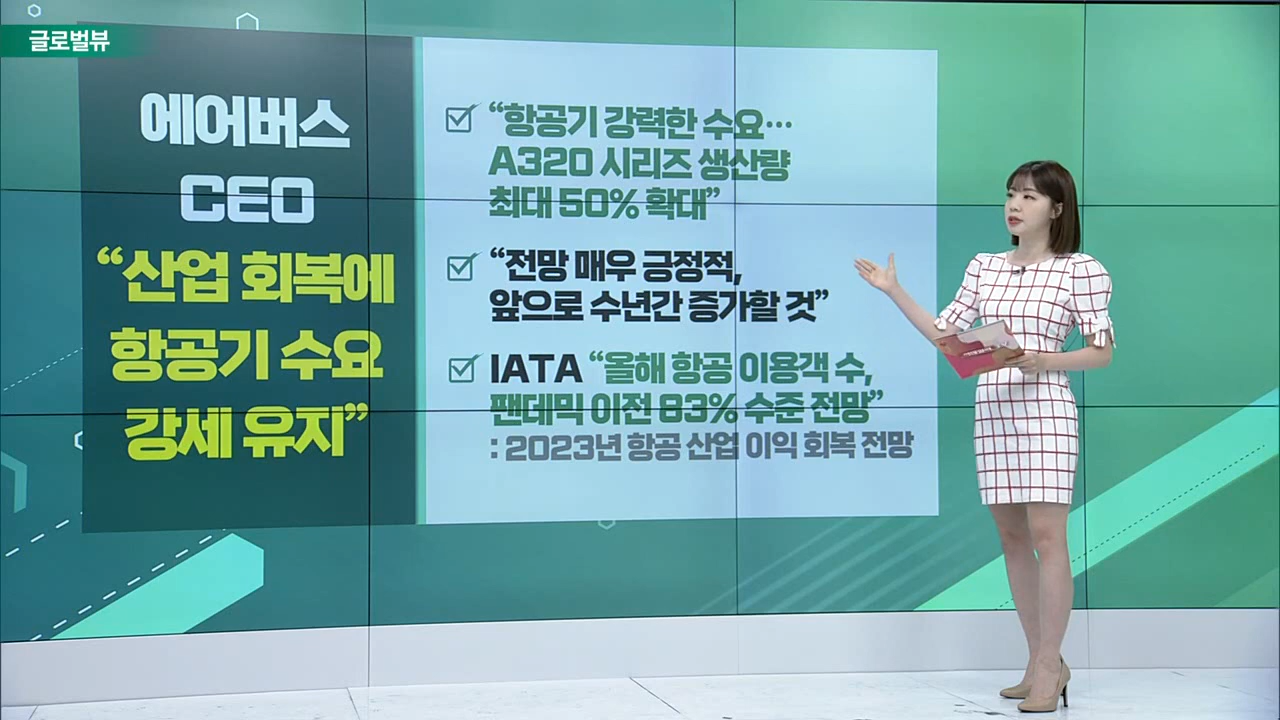 글로벌뷰
에어버스
CEO
“산업 회복에
항공기 수요
강세 유지”
“항공기 강력한 수요…
A320 시리즈 생산량
최대 50% 확대”
“전망 매우 긍정적,
앞으로 수년간 증가할 것”
IATA “올해 항공 이용객 수,
팬데믹 이전 83% 수준 전망”
: 2023년 항공 산업 이익 회복 전망